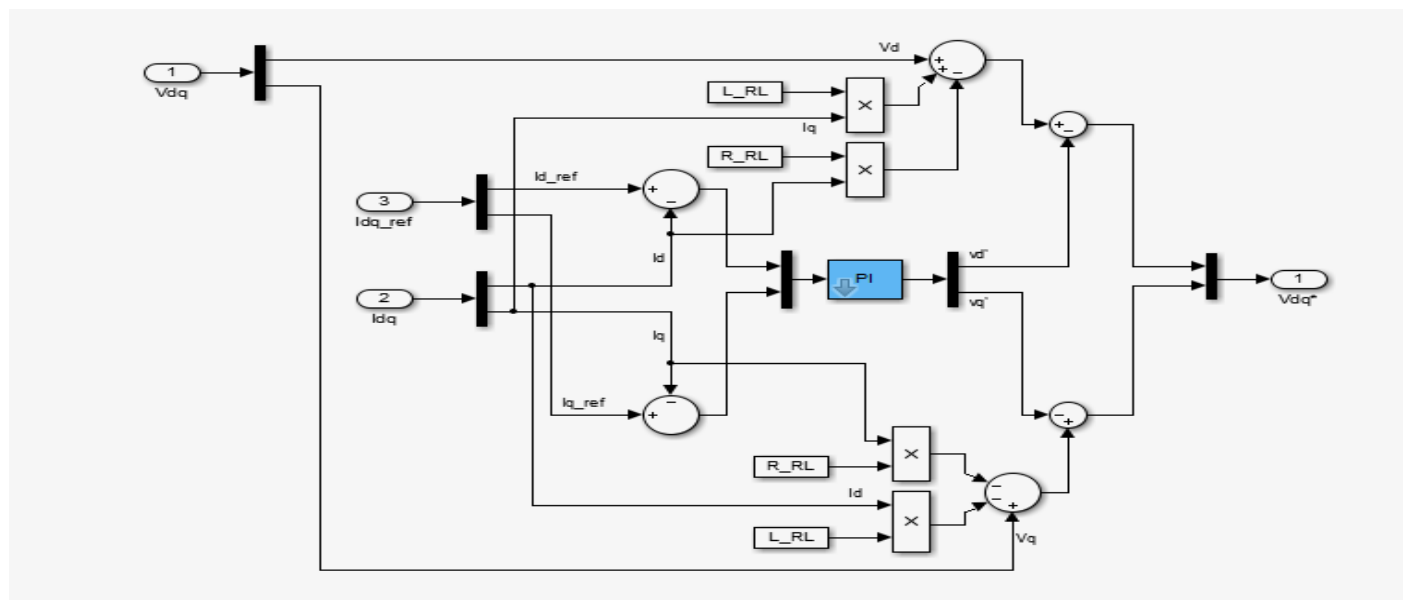 Vd
1
Vdq
L_RL
×
Iq
R_RL
×
Id_ref
3
Idq_ref
Id
vd'
PI
1
Vdq*
vq'
2
Idq
Iq
Iq_ref
R_RL
×
Id
L_RL
×
Vq